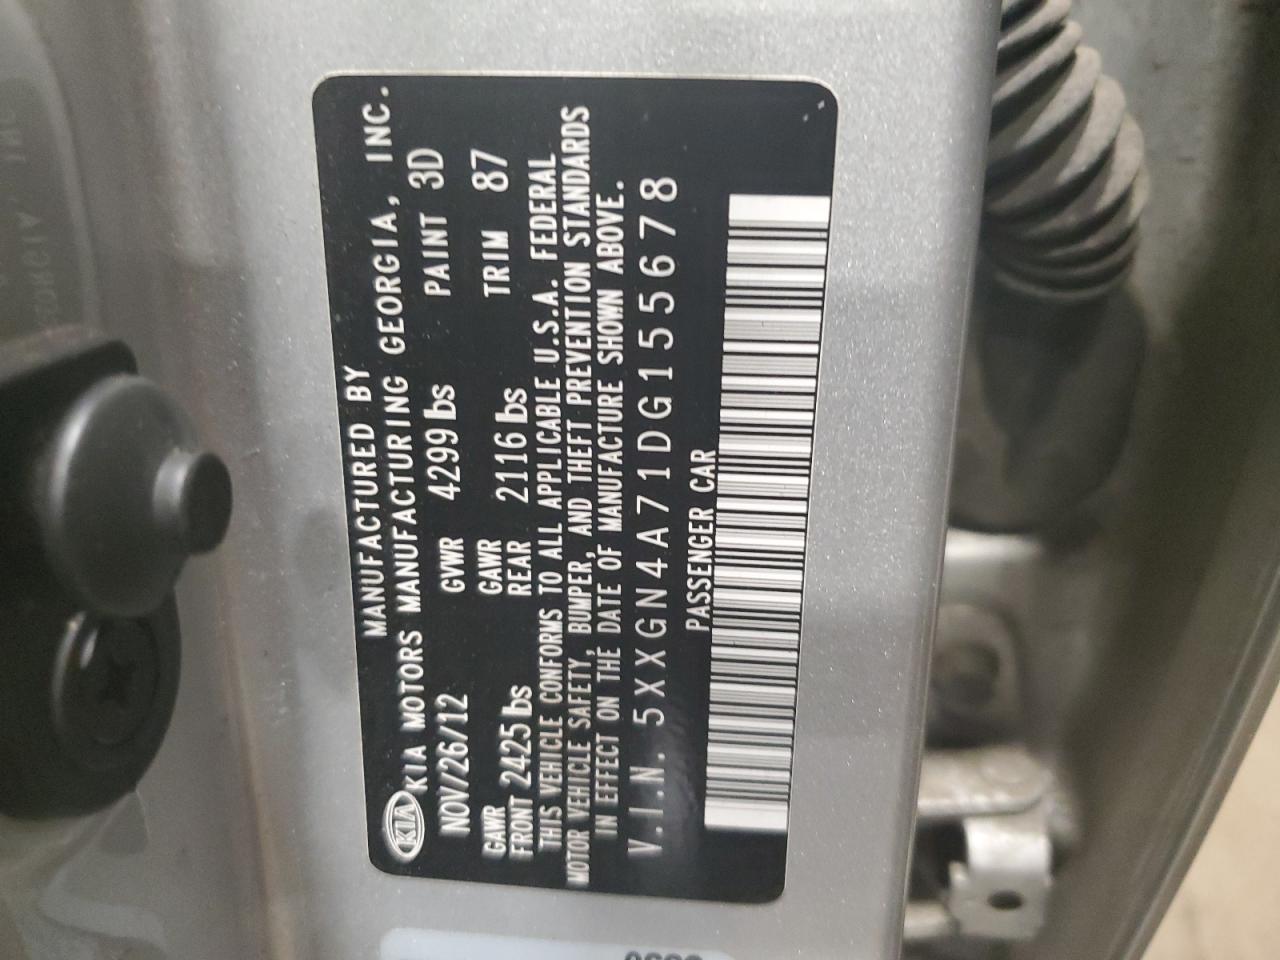 MANUFACTURED BY
KIA KIA MOTORS MANUFACTURING GEORGIA, INC.
NOV/26/12 GVWR 4299 lbs PAINT 3D
GAWR FRONT 2425 lbs GAWR REAR 2116 lbs TRIM 87
THIS VEHICLE CONFORMS TO ALL APPLICABLE U.S.A. FEDERAL
MOTOR VEHICLE SAFETY, BUMPER, AND THEFT PREVENTION STANDARDS
IN EFFECT ON THE DATE OF MANUFACTURE SHOWN ABOVE.
V.I.N. 5XXGN4A71DG155678
PASSENGER CAR